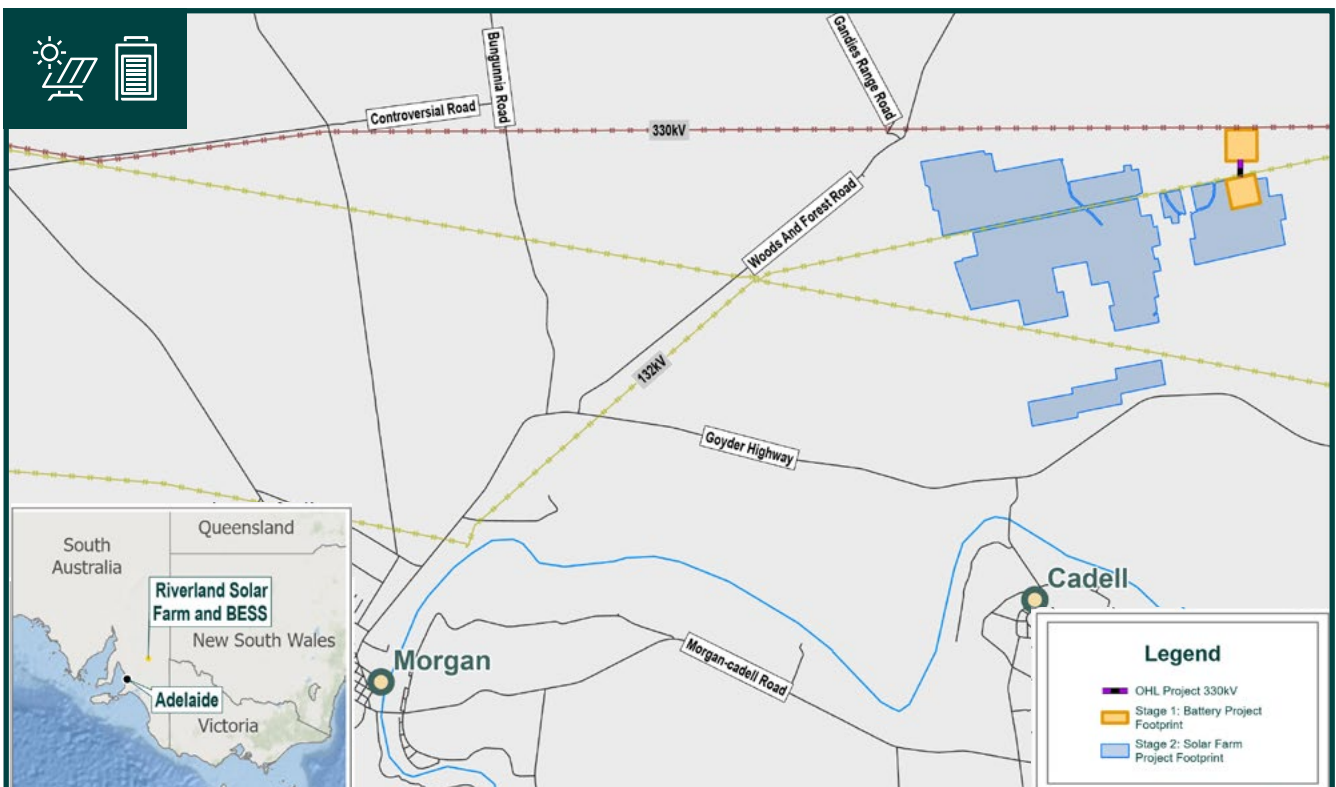 Bungunnia Road
Gandies Range Road
Controversial Road
330kV
Woods And Forest Road
132kV
Goyder Highway
Cadell
Morgan
Morgan-cadell Road
Queensland
South
Australia
Riverland Solar
Farm and BESS
New South Wales
Adelaide
Victoria
Legend
OHL Project 330kV
Stage 1: Battery Project
Footprint
Stage 2: Solar Farm
Project Footprint